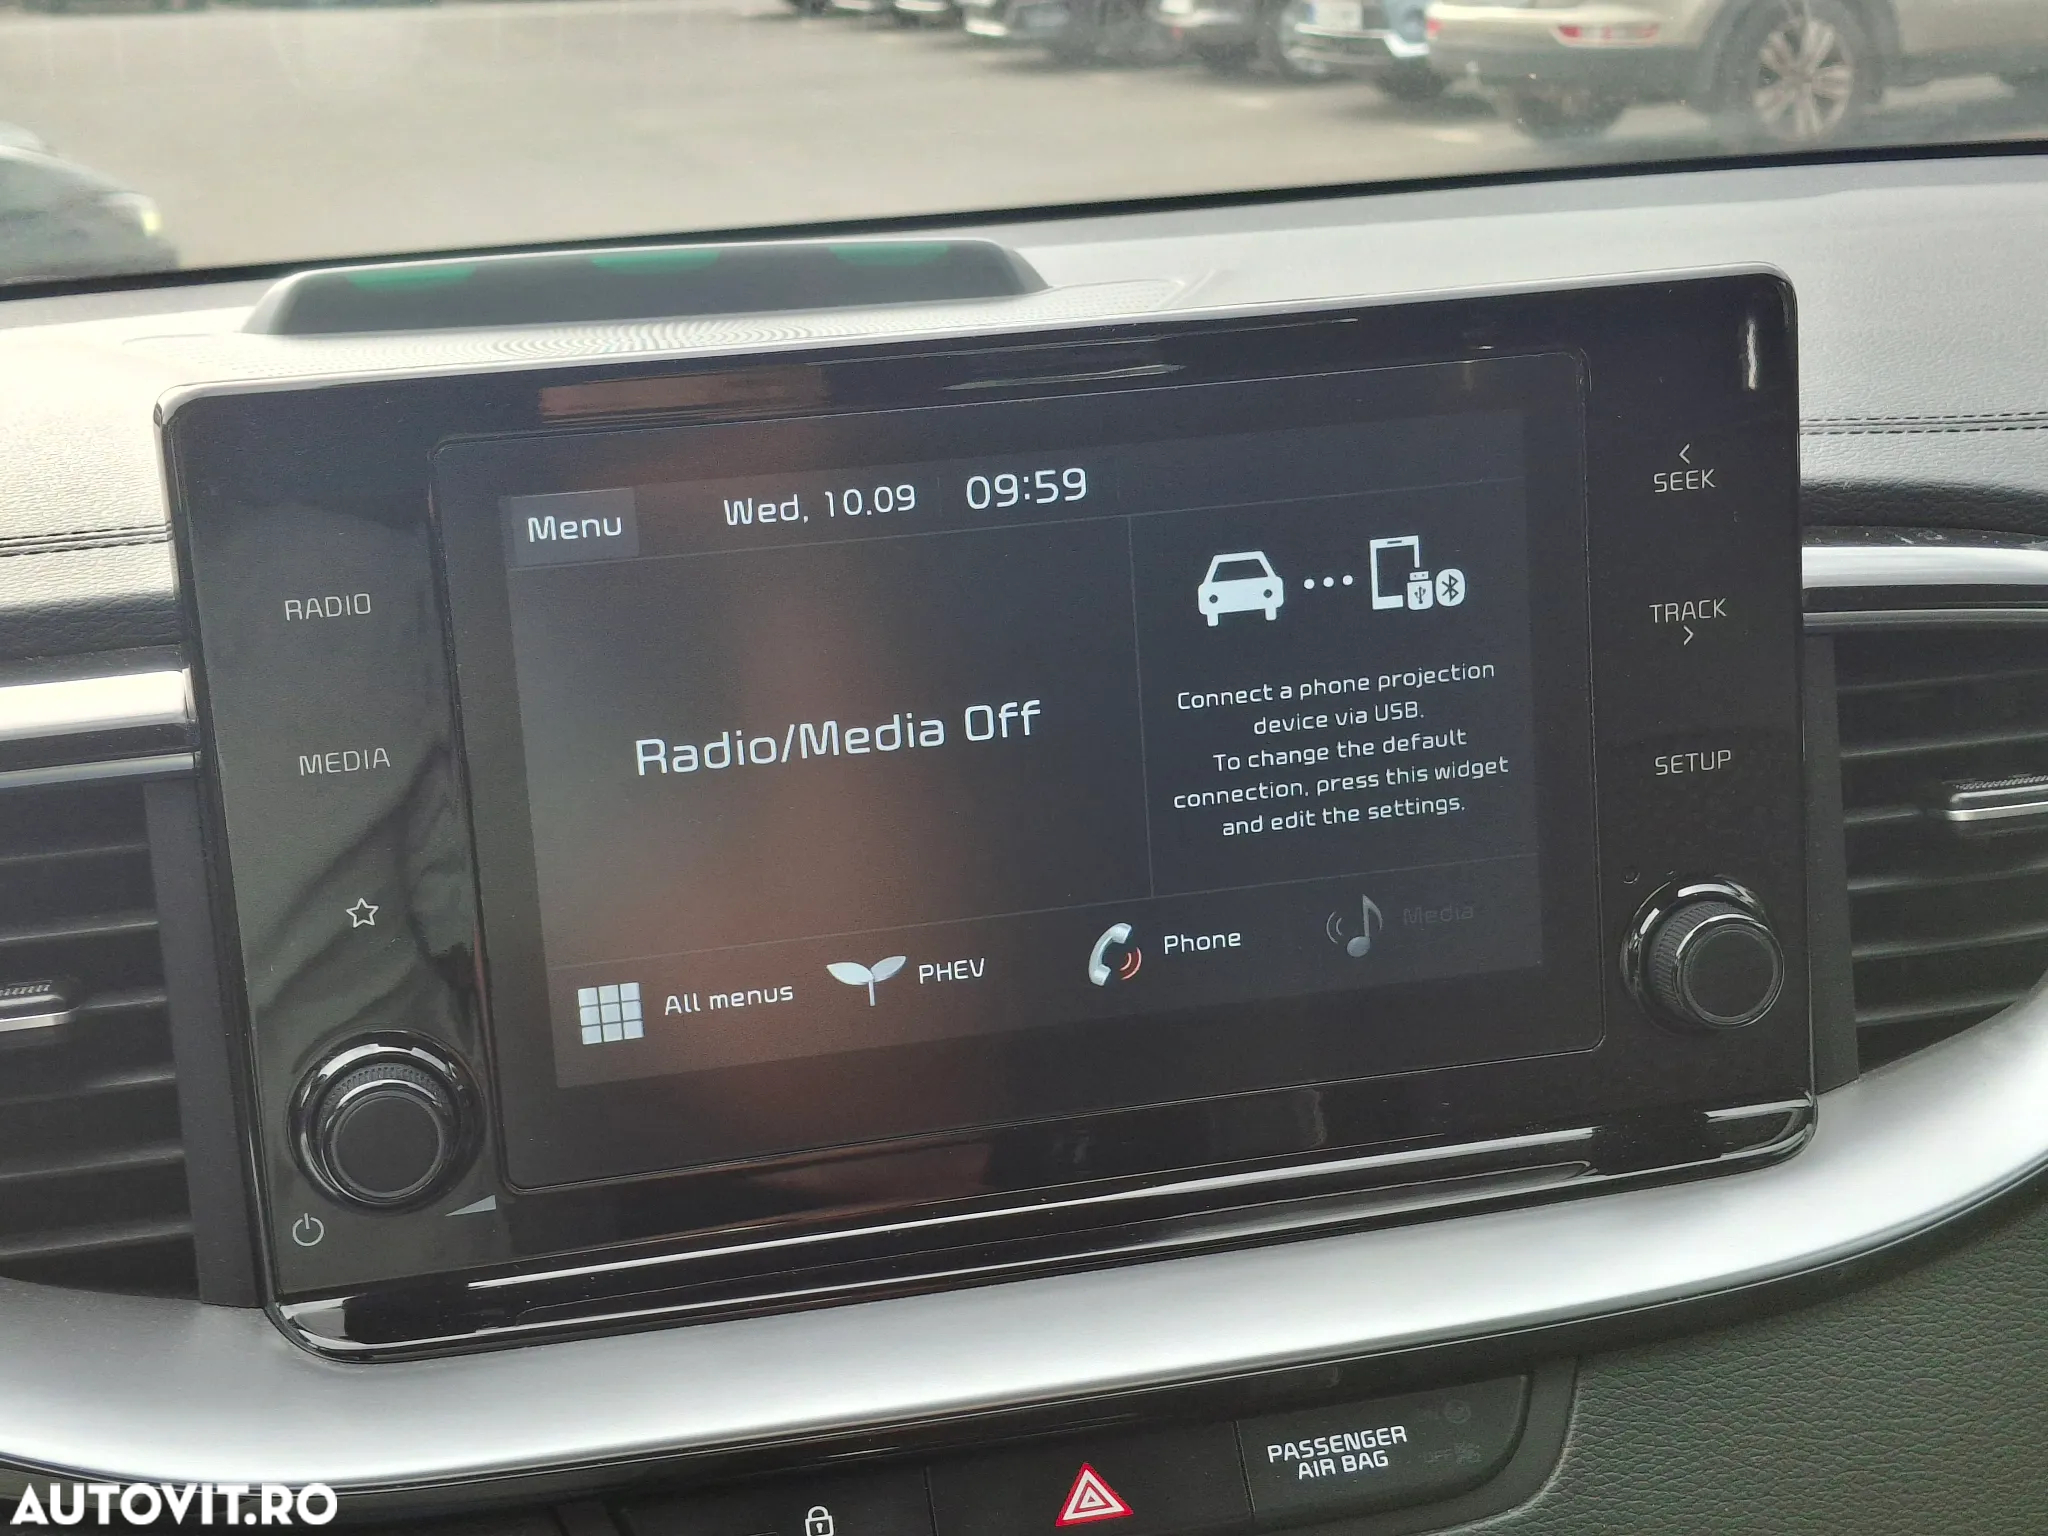 Menu
Wed, 10.09
09:59
RADIO
MEDIA
Radio/Media Off
Connect a phone projection
device via USB.
To change the default
connection, press this widget
and edit the settings.
All menus
PHEV
Phone
Media
SEEK
TRACK
SETUP
PASSENGER
AIR BAG
AUTOVIT.RO